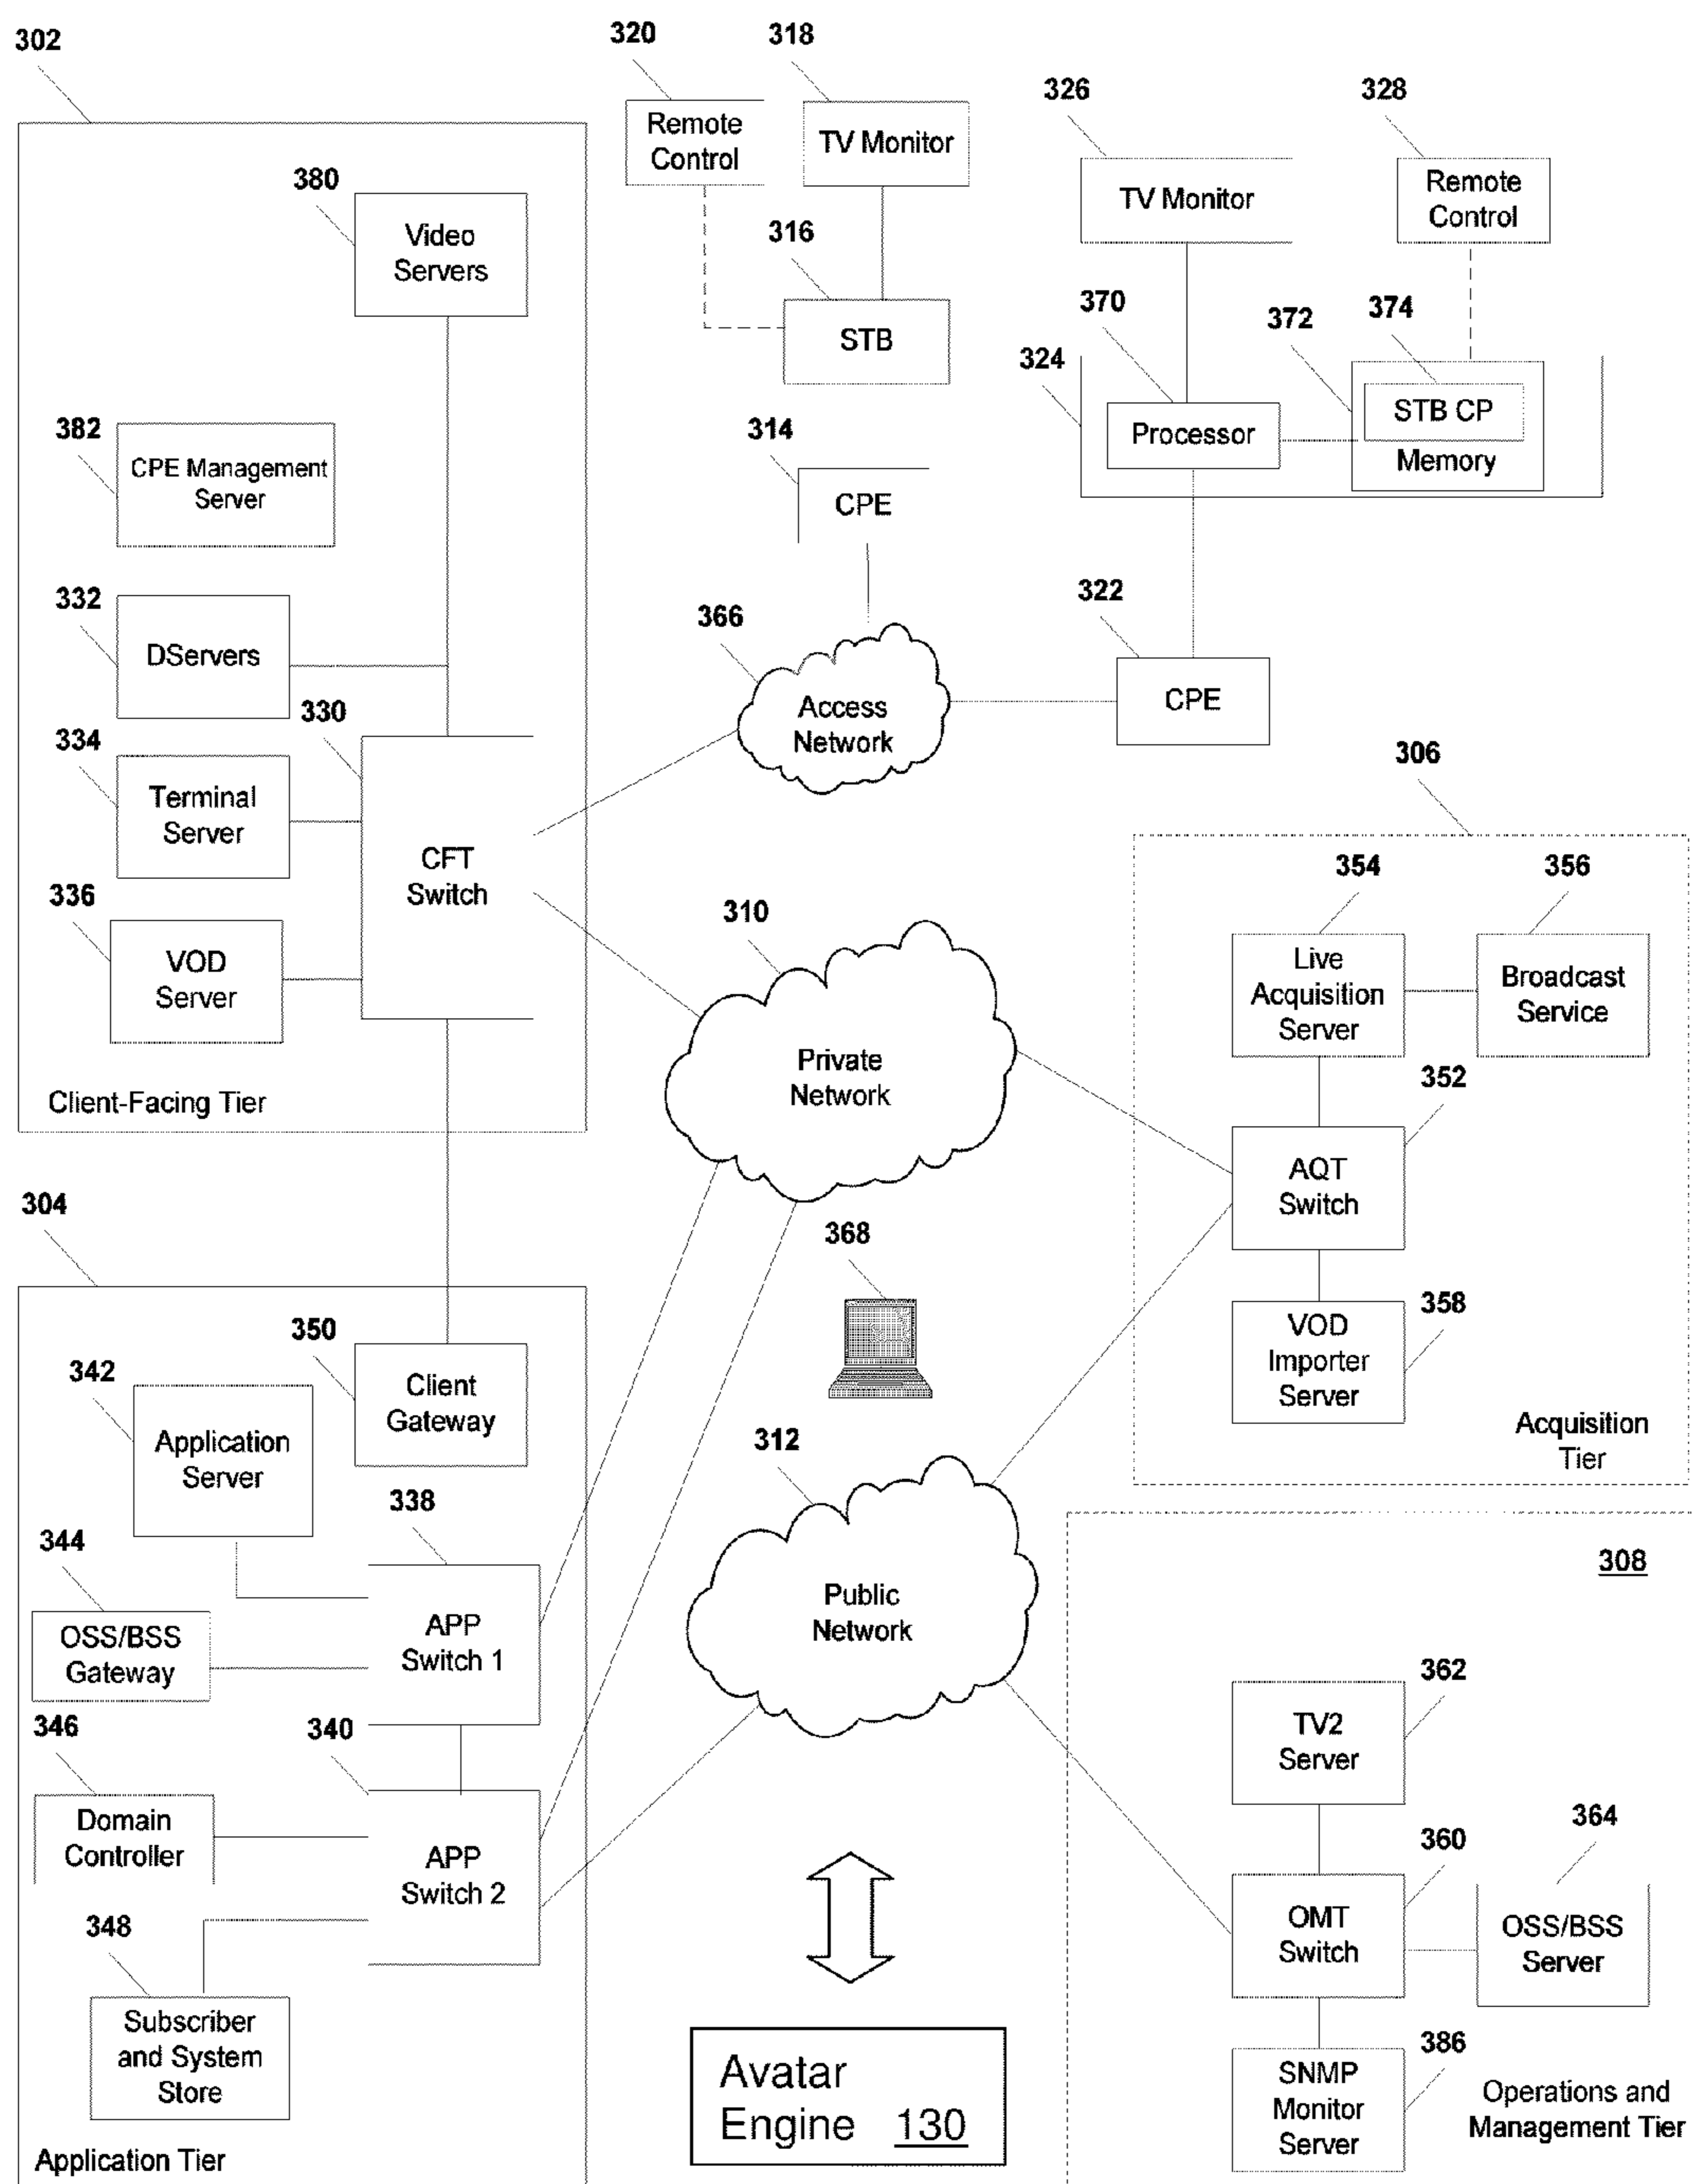 302
320
318
326
328
Remote
Control
TV Monitor
TV Monitor
Remote
Control
380
Video
Servers
316
STB
370
372
374
324
Processor
STB CP
Memory
382
CPE Management
Server
314
CPE
332
DServers
366
Access
Network
322
CPE
330
334
Terminal
Server
CFT
Switch
336
VOD
Server
Client-Facing Tier
306
354
356
Live
Acquisition
Server
Broadcast
Service
310
Private
Network
352
AQT
Switch
358
VOD
Importer
Server
Acquisition
Tier
304
368
350
Client
Gateway
342
Application
Server
312
Public
Network
338
344
OSS/BSS
Gateway
APP
Switch 1
346
340
Domain
Controller
APP
Switch 2
348
Subscriber
and System
Store
Application Tier
Avatar
Engine 130
308
362
TV2
Server
360
364
OMT
Switch
OSS/BSS
Server
386
SNMP
Monitor
Server
Operations and
Management Tier